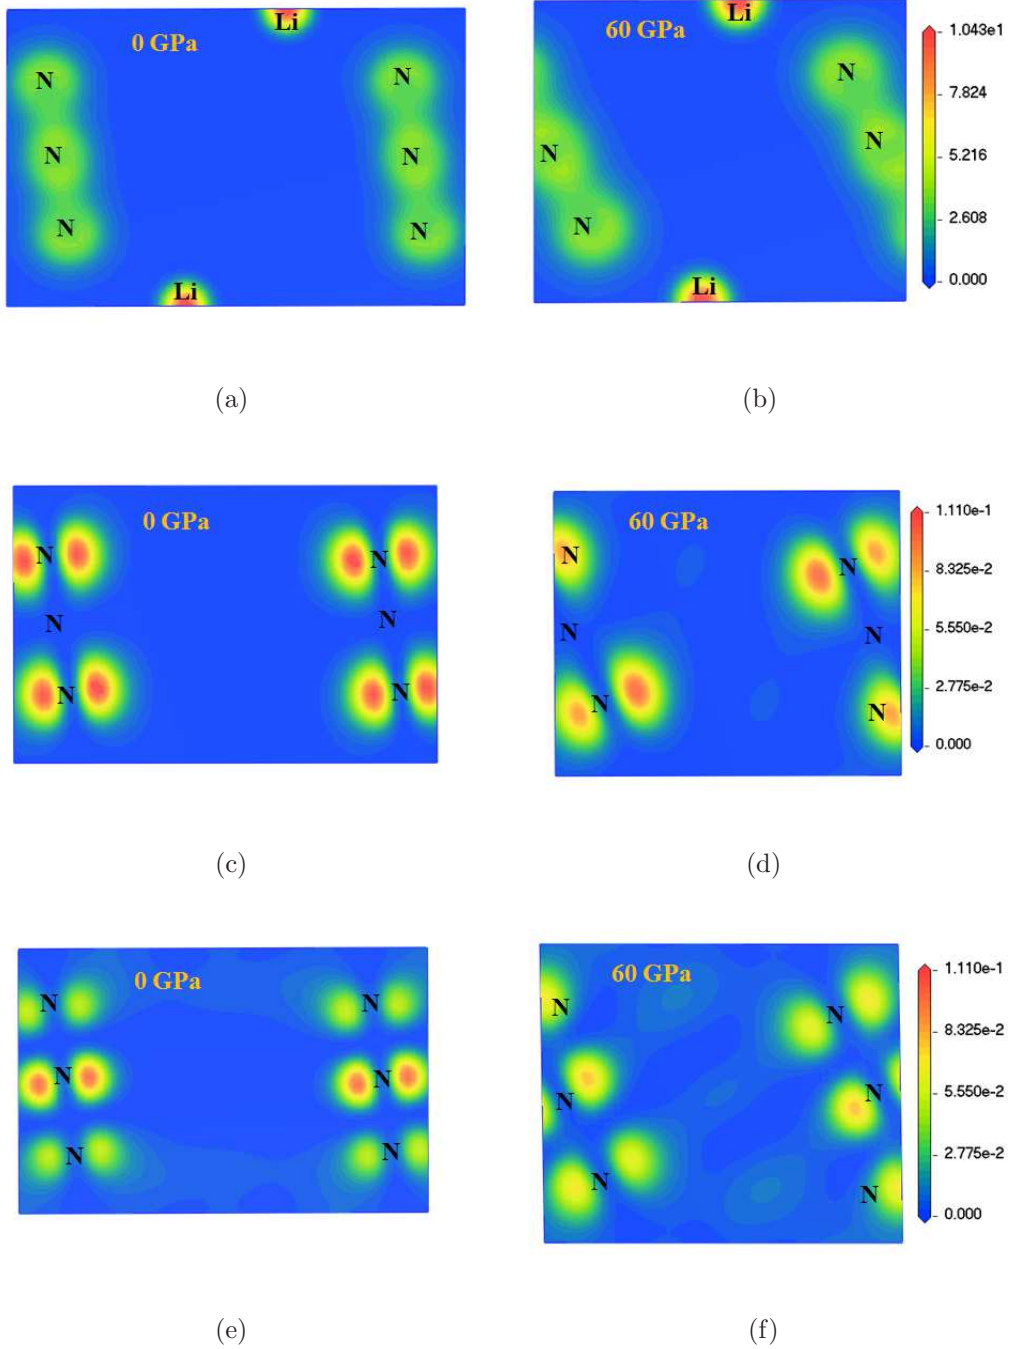 Li
0 GPa
N
N
N
N
N
N
Li
Li
60 GPa
N
N
N
N
Li
1.043e1
7.824
5.216
2.608
0.000
(a)
(b)
0 GPa
N
N
N
N
N
N
60 GPa
N
N
N
N
N
N
1.110e-1
8.325e-2
5.550e-2
2.775e-2
0.000
(c)
(d)
0 GPa
N
N
N
N
N
N
60 GPa
N
N
N
N
N
N
1.110e-1
8.325e-2
5.550e-2
2.775e-2
0.000
(e)
(f)